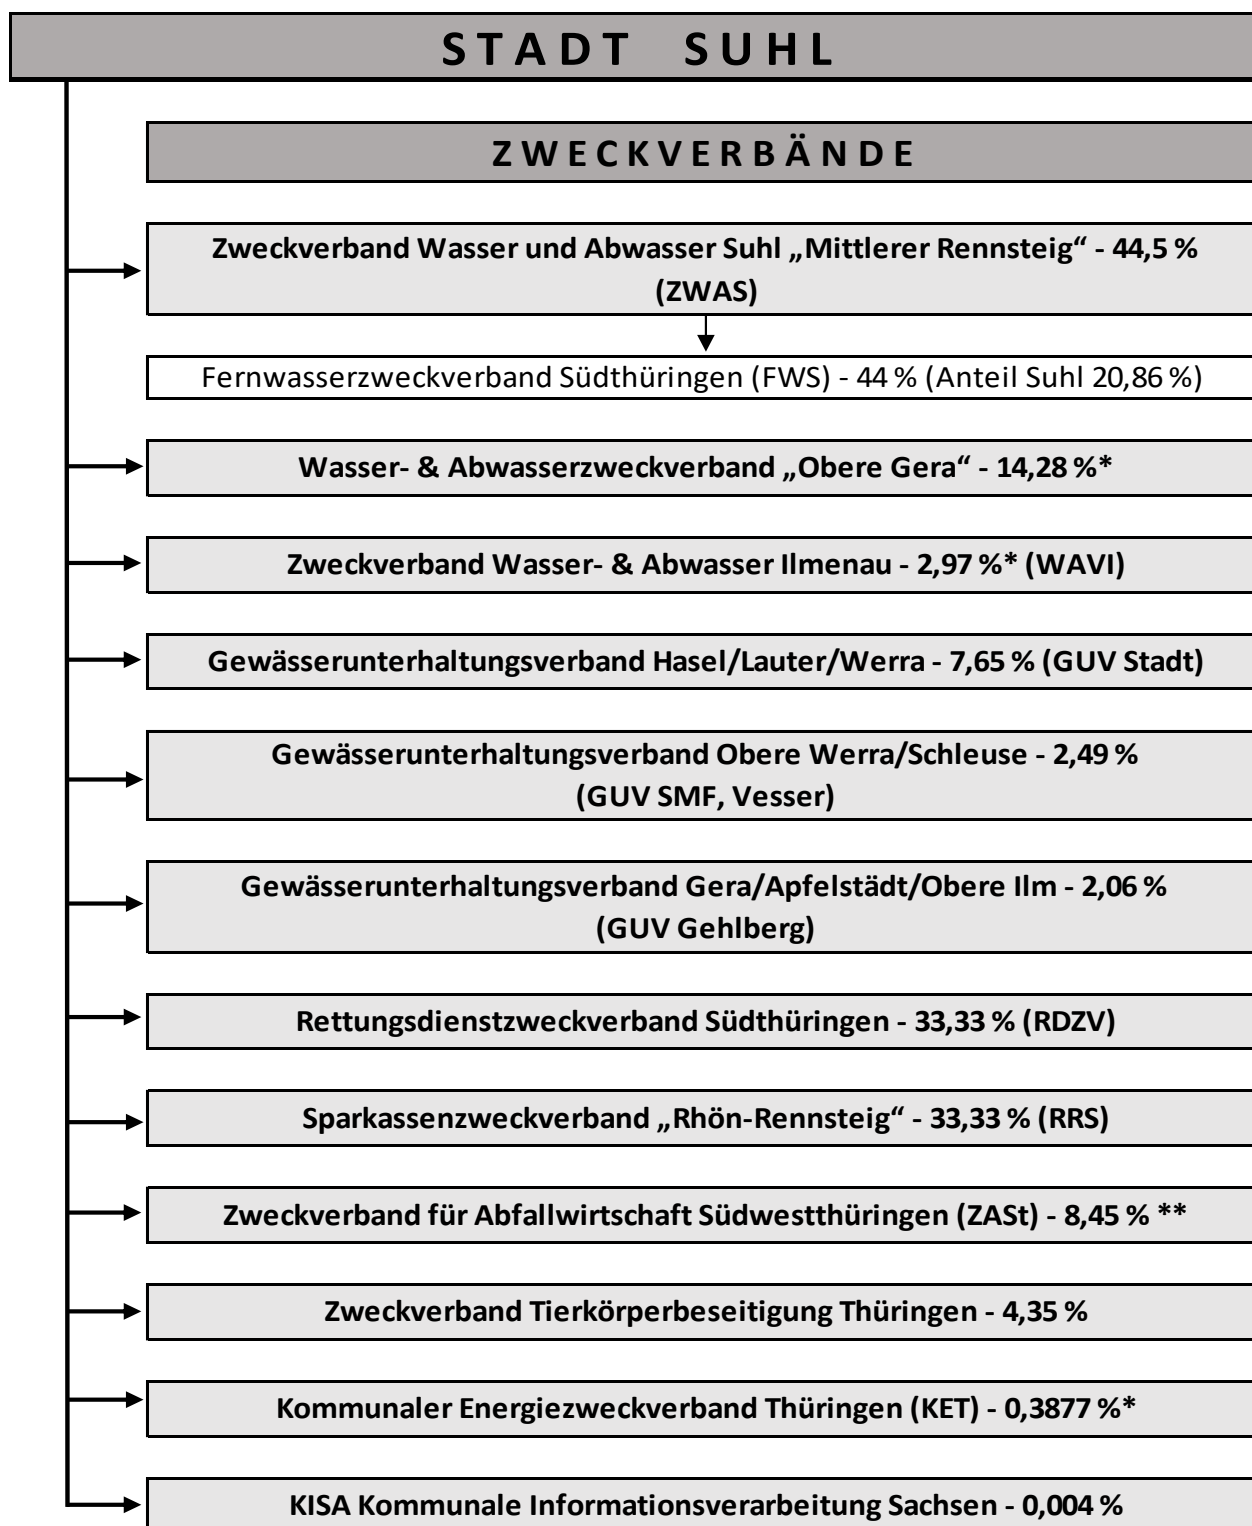 STADT SUHL
ZWECKVERBÄNDE
Zweckverband Wasser und Abwasser Suhl „Mittlerer Rennsteig“ - 44,5 %
(ZWAS)
Fernwasserzweckverband Südthüringen (FWS) - 44 % (Anteil Suhl 20,86 %)
Wasser- & Abwasserzweckverband „Obere Gera“ - 14,28 %*
Zweckverband Wasser- & Abwasser Ilmenau - 2,97 %* (WAVI)
Gewässerunterhaltungsverband Hasel/Lauter/Werra - 7,65 % (GUV Stadt)
Gewässerunterhaltungsverband Obere Werra/Schleuse - 2,49 %
(GUV SMF, Vesser)
Gewässerunterhaltungsverband Gera/Apfelstädt/Obere Ilm - 2,06 %
(GUV Gehlberg)
Rettungsdienstzweckverband Südthüringen - 33,33 % (RDZV)
Sparkassenzweckverband „Rhön-Rennsteig“ - 33,33 % (RRS)
Zweckverband für Abfallwirtschaft Südwestthüringen (ZASt) - 8,45 % **
Zweckverband Tierkörperbeseitigung Thüringen - 4,35 %
Kommunaler Energiezweckverband Thüringen (KET) - 0,3877 %*
KISA Kommunale Informationsverarbeitung Sachsen - 0,004 %